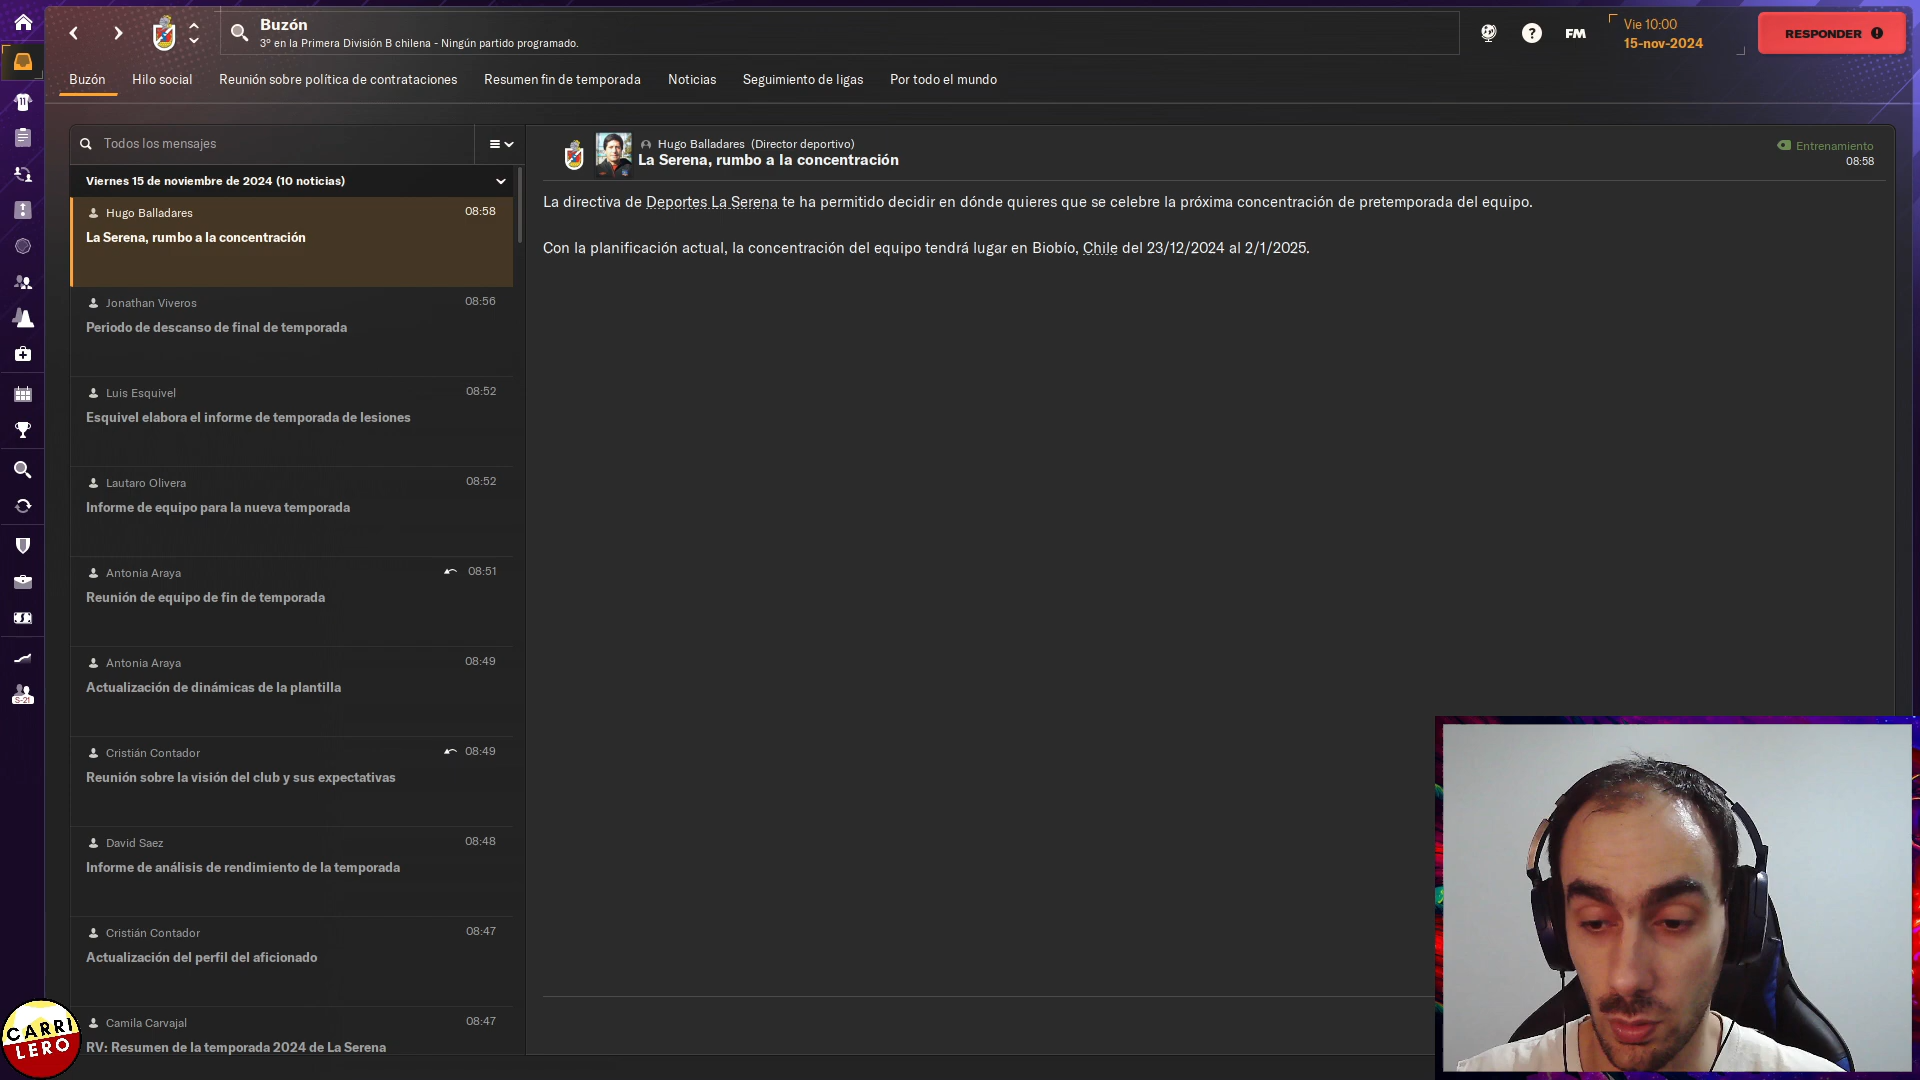 Buzón
3º en la Primera División B chilena - Ningún partido programado.
FM
Vie 10:00
15-nov-2024
RESPONDER
Buzón
Hilo social
Reunión sobre política de contrataciones
Resumen fin de temporada
Noticias
Seguimiento de ligas
Por todo el mundo
Todos los mensajes
Viernes 15 de noviembre de 2024 (10 noticias)
Hugo Balladares 08:58
La Serena, rumbo a la concentración
Jonathan Viveros 08:56
Periodo de descanso de final de temporada
Luis Esquivel 08:52
Esquivel elabora el informe de temporada de lesiones
Lautaro Olivera 08:52
Informe de equipo para la nueva temporada
Antonia Araya 08:51
Reunión de equipo de fin de temporada
Antonia Araya 08:49
Actualización de dinámicas de la plantilla
Cristián Contador 08:49
Reunión sobre la visión del club y sus expectativas
David Saez 08:48
Informe de análisis de rendimiento de la temporada
Cristián Contador 08:47
Actualización del perfil del aficionado
Camila Carvajal 08:47
RV: Resumen de la temporada 2024 de La Serena
Hugo Balladares (Director deportivo)
La Serena, rumbo a la concentración
Entrenamiento
08:58
La directiva de Deportes La Serena te ha permitido decidir en dónde quieres que se celebre la próxima concentración de pretemporada del equipo.
Con la planificación actual, la concentración del equipo tendrá lugar en Biobío, Chile del 23/12/2024 al 2/1/2025.
11
S-21
CARRI
LERO